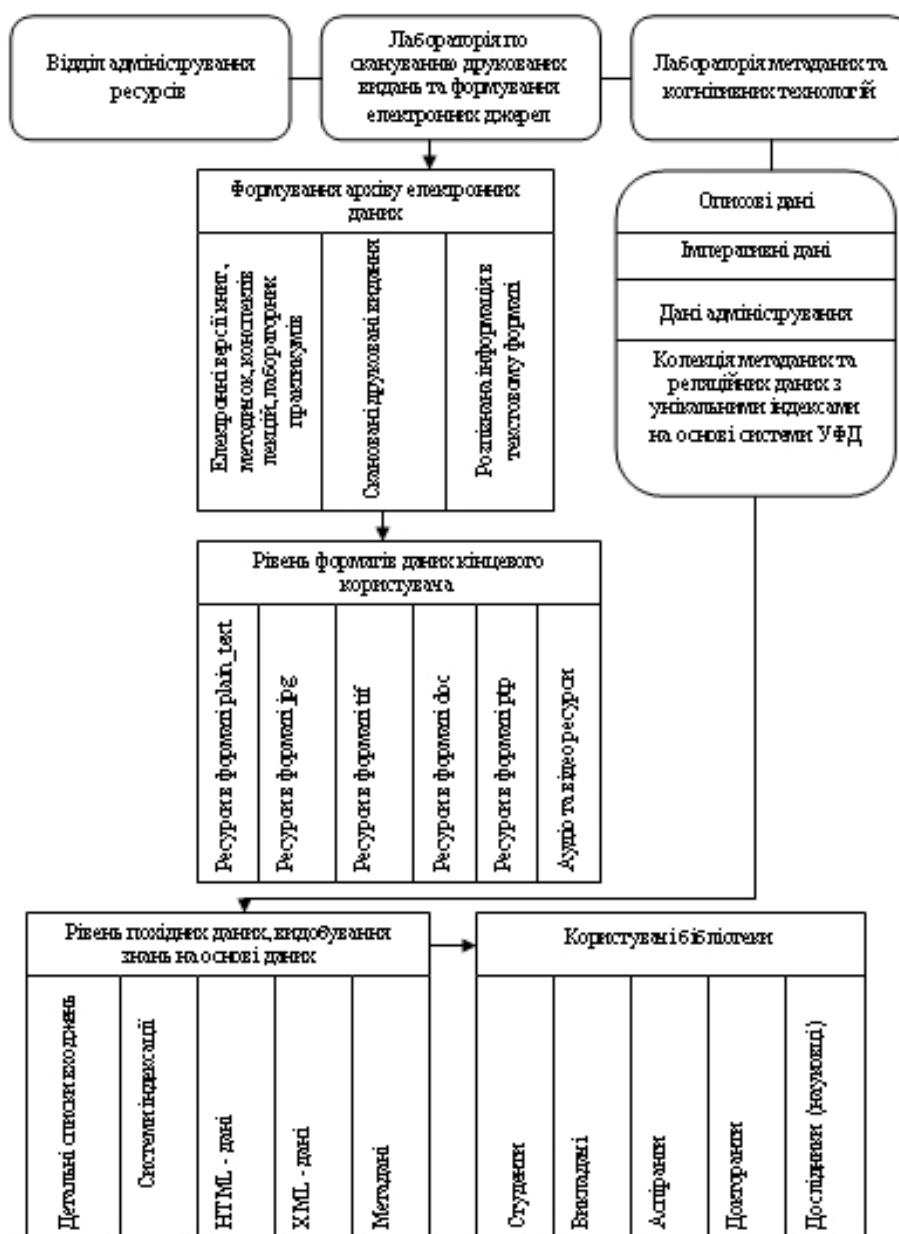 Відділ адміністрування
ресурсів
Лабораторія по
скануванню друкованих
видань та формування
електронних джерел
Лабораторія метаданих та
когнітивних технологій
Формування архіву електронних
даних
Електронні версії книг,
методичок, конспектів
лекцій, лабораторних
практикумів
Скановані друковані видання
Розпізнана інформація в
текстовому форматі
Описові дані
Імперативні дані
Дані адміністрування
Колекція метаданих та
реляційних даних з
унікальними індексами
на основі системи УФД
Рівень форматів даних кінцевого
користувача
Ресурси в форматі plain_text
Ресурси в форматі jpg
Ресурси в форматі tif
Ресурси в форматі doc
Ресурси в форматі ptp
Аудіо та відео ресурси
Рівень похідних даних, видобування
знань на основі даних
Детальні списки входжень
Системи індексації
HTML - дані
XML - дані
Метадані
Користувачі бібліотеки
Студенти
Викладачі
Аспіранти
Докторанти
Дослідники (науковці)